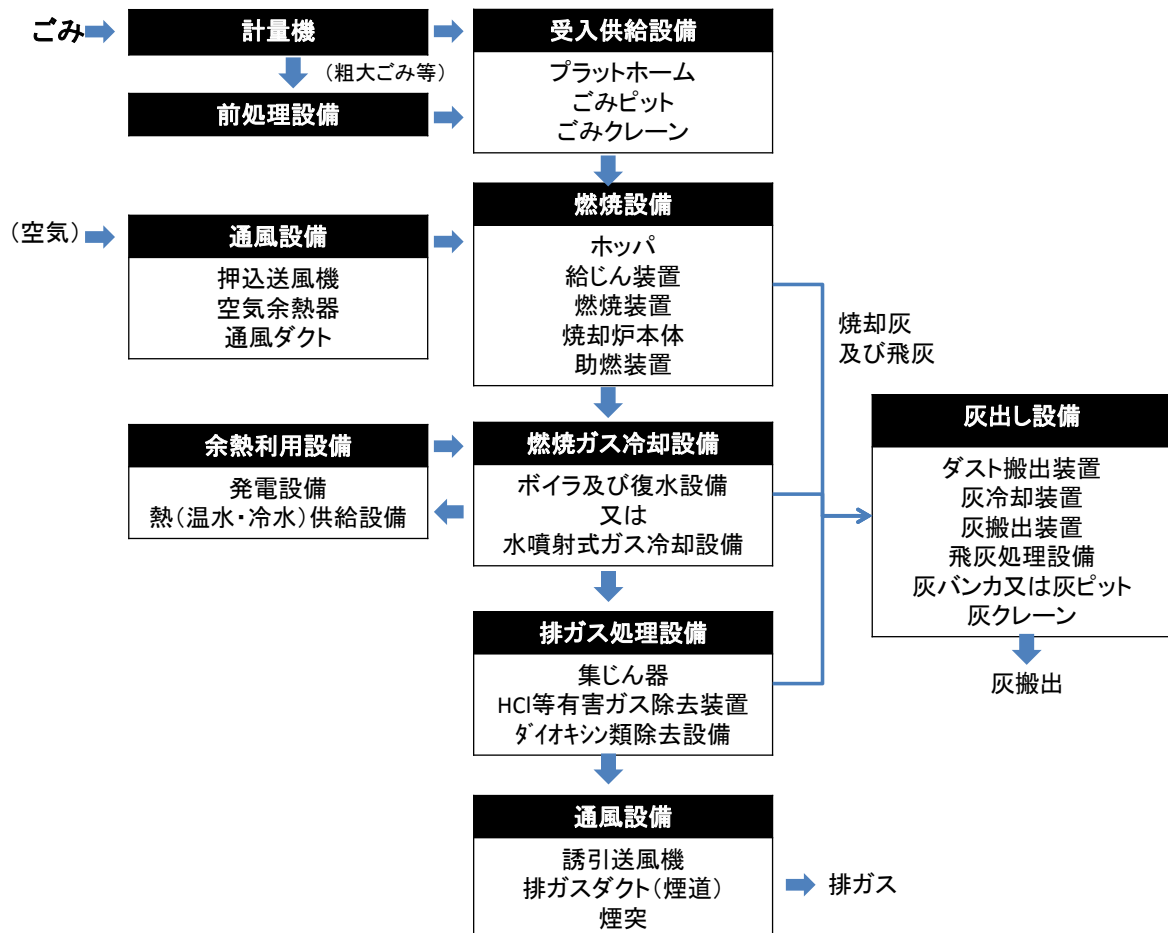 ごみ
計量機
受入供給設備
プラットホーム
ごみピット
ごみクレーン
(粗大ごみ等)
前処理設備
(空気)
通風設備
押込送風機
空気余熱器
通風ダクト
燃焼設備
ホッパ
給じん装置
燃焼装置
焼却炉本体
助燃装置
焼却灰
及び飛灰
余熱利用設備
発電設備
熱(温水・冷水)供給設備
燃焼ガス冷却設備
ボイラ及び復水設備
又は
水噴射式ガス冷却設備
灰出し設備
ダスト搬出装置
灰冷却装置
灰搬出装置
飛灰処理設備
灰バンカ又は灰ピット
灰クレーン
灰搬出
排ガス処理設備
集じん器
HCl等有害ガス除去装置
ダイオキシン類除去設備
通風設備
誘引送風機
排ガスダクト(煙道)
煙突
排ガス